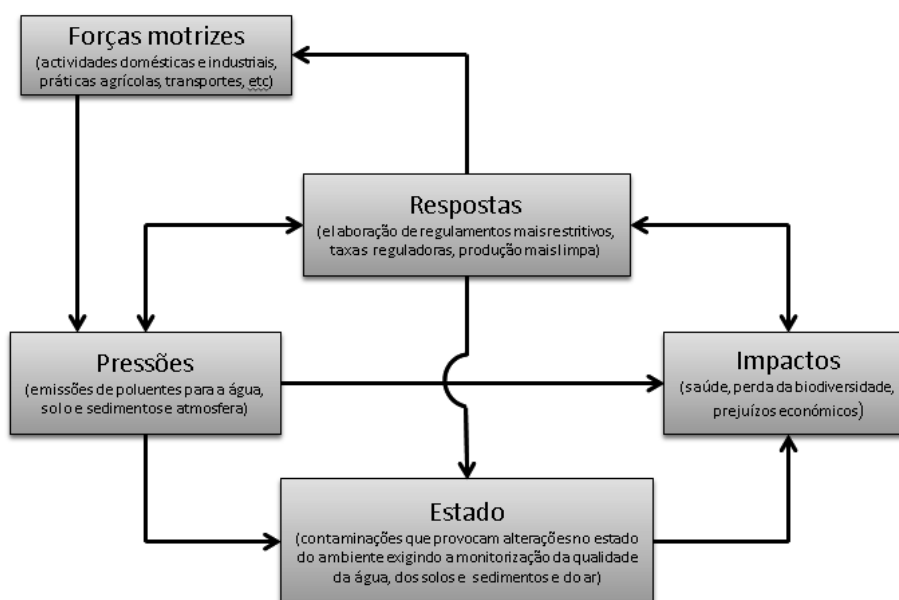 Forças motrizes
(actividades domésticas e industriais,
práticas agrícolas, transportes, etc)
Respostas
(elaboração de regulamentos mais restritivos,
taxas reguladoras, produção mais limpa)
Pressões
(emissões de poluentes para a água,
solo e sedimentos e atmosfera)
Impactos
(saúde, perda da biodiversidade,
prejuízos económicos)
Estado
(contaminações que provocam alterações no estado
do ambiente exigindo a monitorização da qualidade
da água, dos solos e sedimentos e do ar)